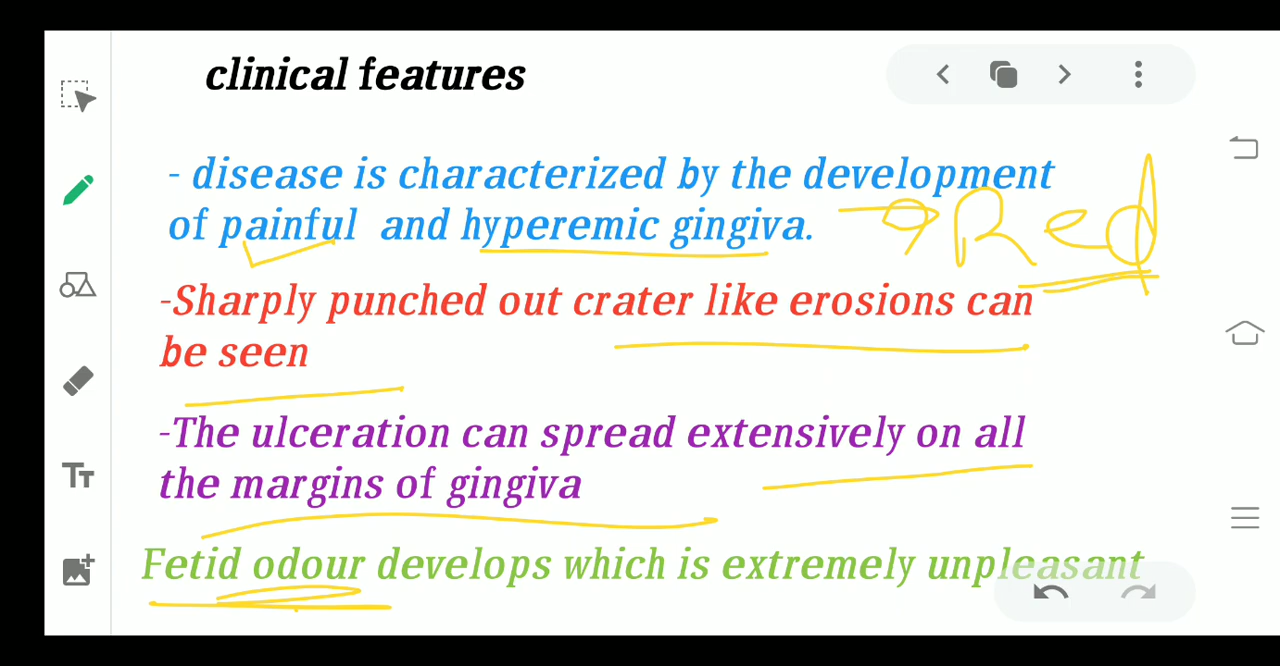 clinical features
- disease is characterized by the development
of painful and hyperemic gingiva. → Red
-Sharply punched out crater like erosions can
be seen
-The ulceration can spread extensively on all
the margins of gingiva
Fetid odour develops which is extremely unpleasant
TT